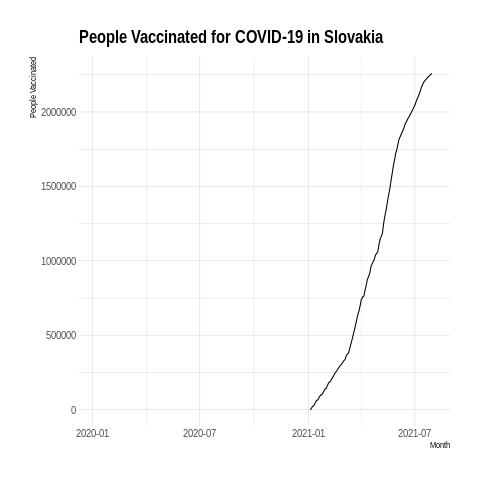 People Vaccinated for COVID-19 in Slovakia
People Vaccinated
2000000
1500000
1000000
500000
0
2020-01 2020-07 2021-01 2021-07
Month